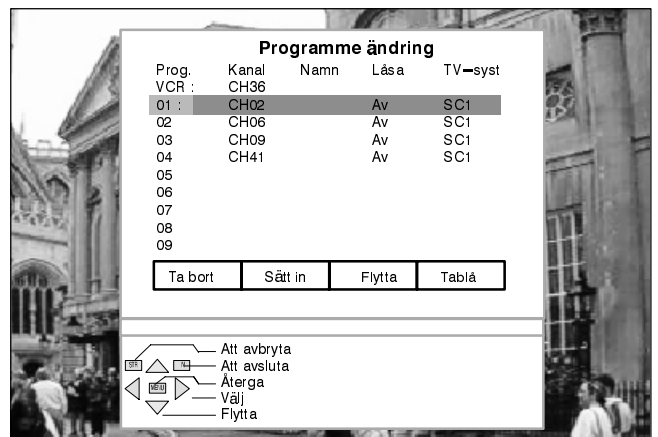 Programme ändring
Prog. Kanal Namn Låsa TV-syst
VCR : CH36
01 : CH02 Av SC1
02 CH06 Av SC1
03 CH09 Av SC1
04 CH41 Av SC1
05
06
07
08
09
Ta bort Sätt in Flytta Tablå
Att avbryta
STR N Att avsluta
Återga
MENU Välj
Flytta